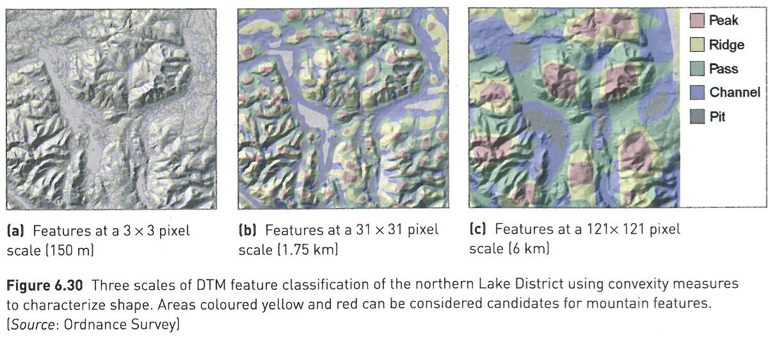 Peak
Ridge
Pass
Channel
Pit
(a) Features at a 3 × 3 pixel
scale (150 m)
(b) Features at a 31 × 31 pixel
scale (1.75 km)
(c) Features at a 121× 121 pixel
scale (6 km)
Figure 6.30 Three scales of DTM feature classification of the northern Lake District using convexity measures
to characterize shape. Areas coloured yellow and red can be considered candidates for mountain features.
(Source: Ordnance Survey)